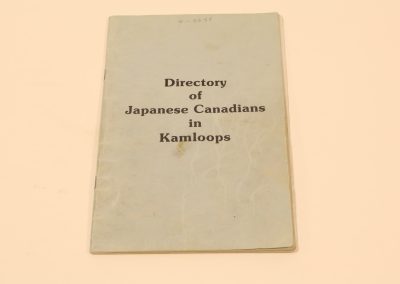 Directory
of
Japanese Canadians
in
Kamloops